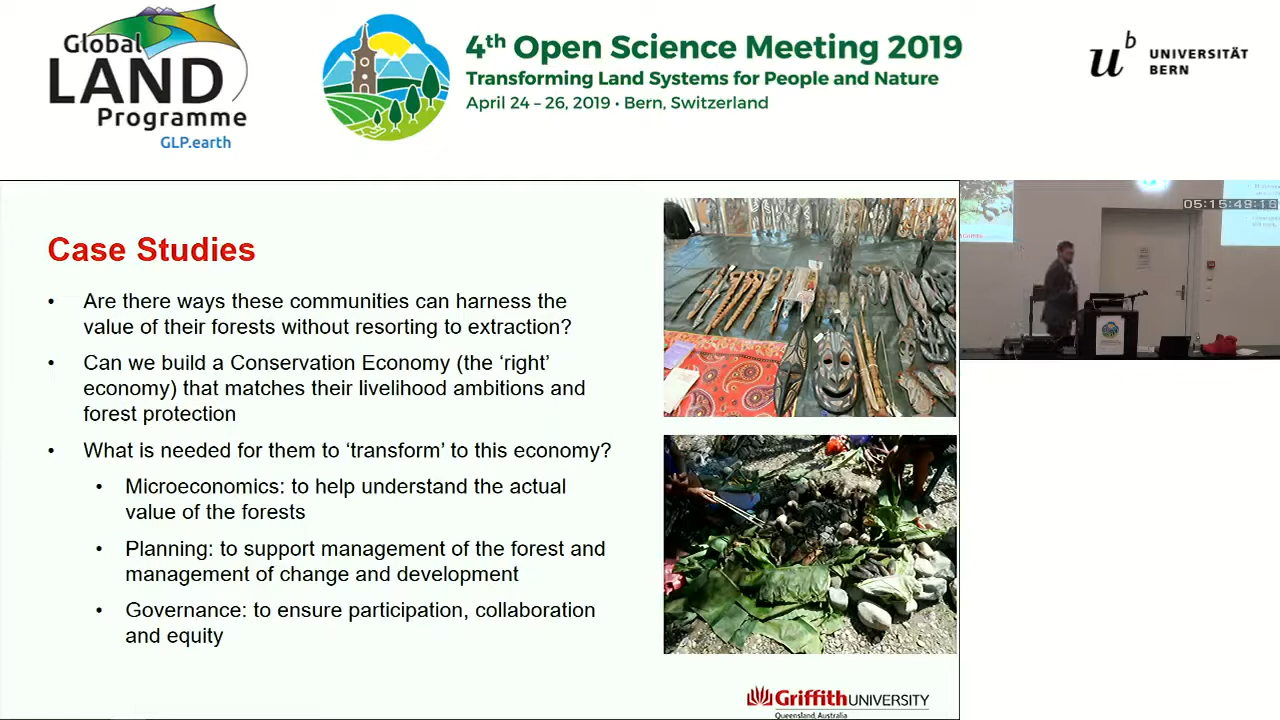 Global
LAND
Programme
GLP.earth
4th Open Science Meeting 2019
Transforming Land Systems for People and Nature
April 24 – 26, 2019 • Bern, Switzerland
u b
UNIVERSITÄT
BERN
Case Studies
• Are there ways these communities can harness the
value of their forests without resorting to extraction?
• Can we build a Conservation Economy (the ‘right’
economy) that matches their livelihood ambitions and
forest protection
• What is needed for them to ‘transform’ to this economy?
• Microeconomics: to help understand the actual
value of the forests
• Planning: to support management of the forest and
management of change and development
• Governance: to ensure participation, collaboration
and equity
Griffith UNIVERSITY
Queensland, Australia